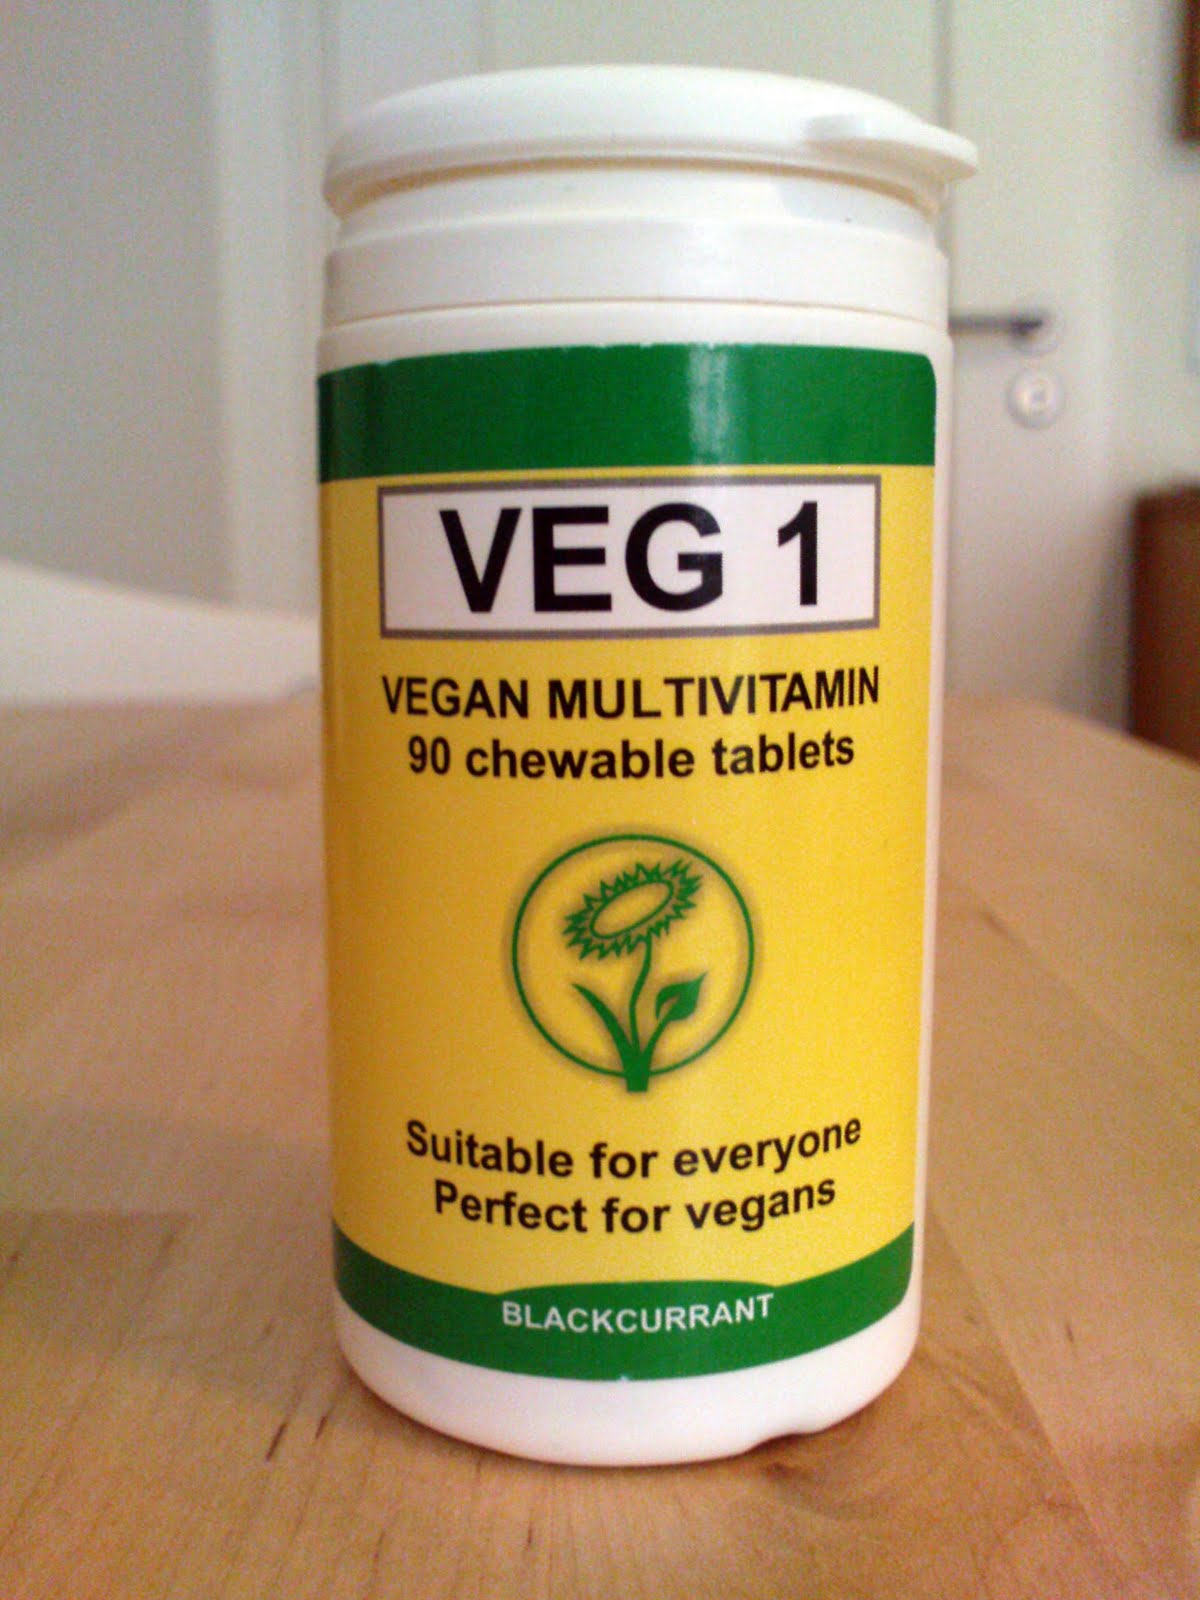 VEG 1
VEGAN MULTIVITAMIN
90 chewable tablets
Suitable for everyone
Perfect for vegans
BLACKCURRANT